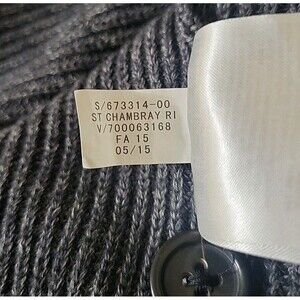 S/673314-00
ST CHAMBRAY RI
V/700063168
FA 15
05/15